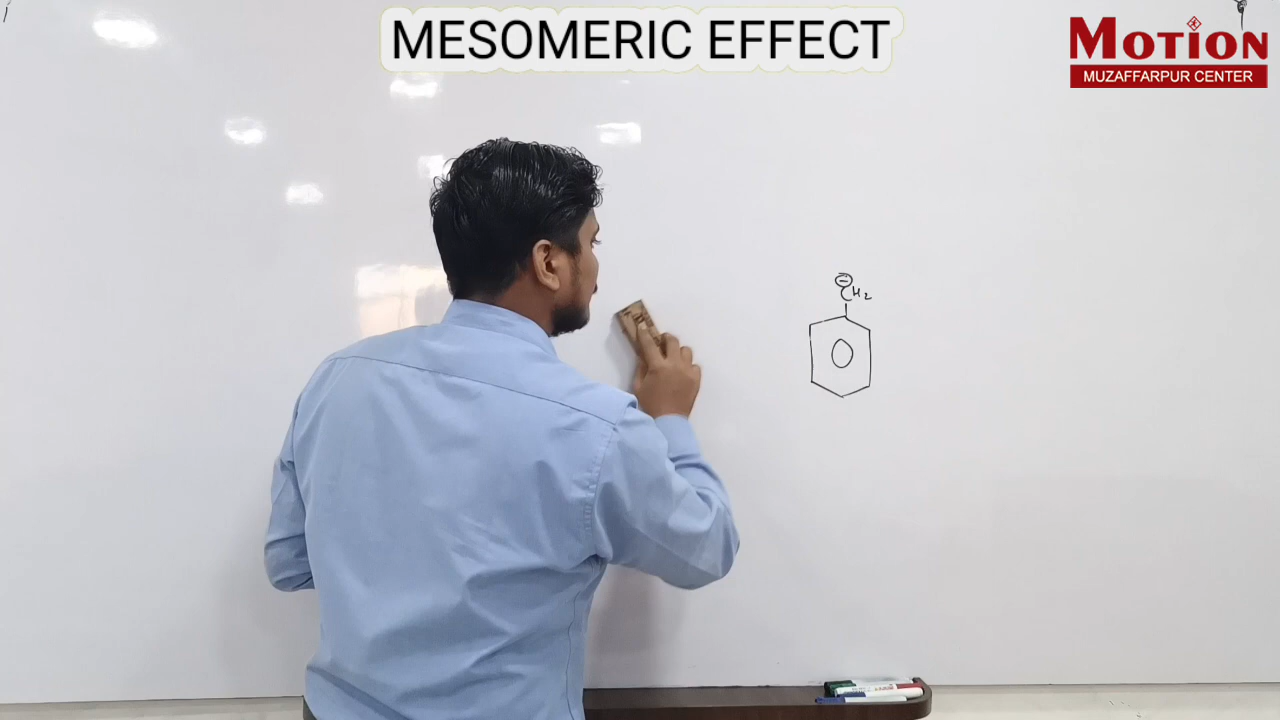 MESOMERIC EFFECT
MOTION
MUZAFFARPUR CENTER
⊖
CH2